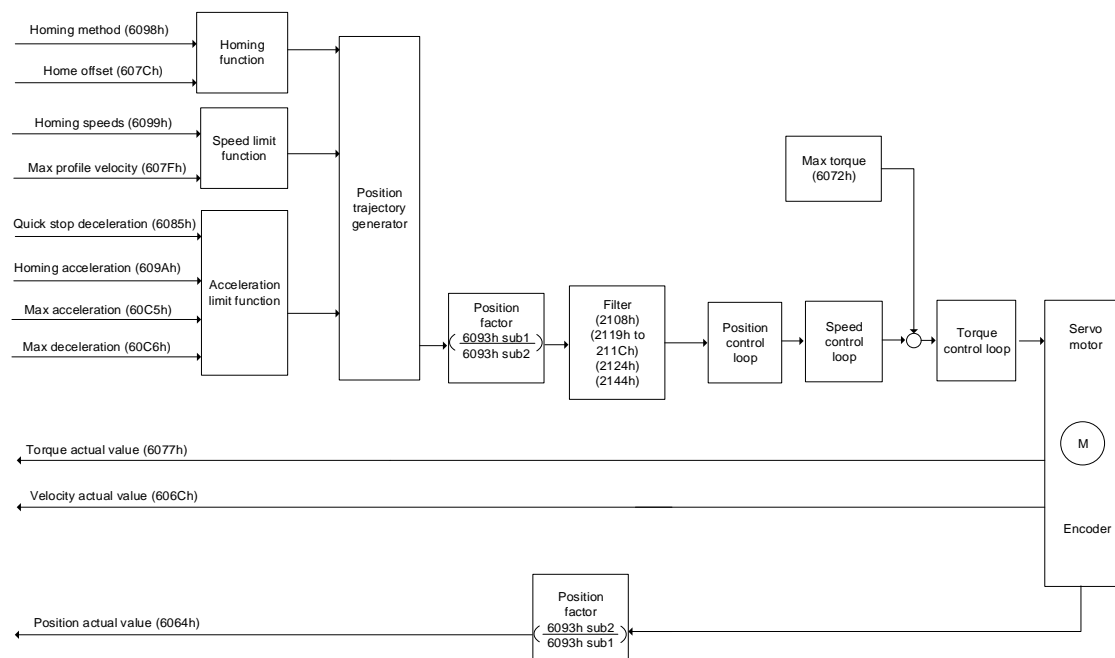 Homing method (6098h)
Home offset (607Ch)
Homing
function
Homing speeds (6099h)
Max profile velocity (607Fh)
Speed limit
function
Quick stop deceleration (6085h)
Homing acceleration (609Ah)
Max acceleration (60C5h)
Max deceleration (60C6h)
Acceleration
limit function
Position
trajectory
generator
Position
factor
6093h sub1
6093h sub2
Filter
(2108h)
(2119h to
211Ch)
(2124h)
(2144h)
Position
control
loop
Speed
control
loop
Max torque
(6072h)
Torque
control loop
Servo
motor
M
Encoder
Torque actual value (6077h)
Velocity actual value (606Ch)
Position actual value (6064h)
Position
factor
6093h sub2
6093h sub1